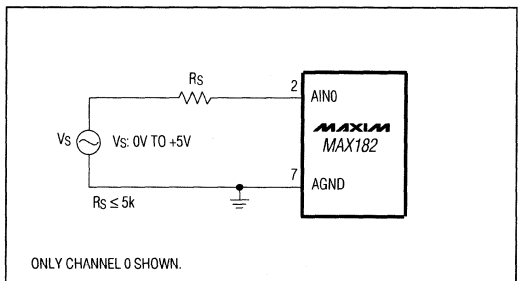 RS
2
AIN0
MAXIM
MAX182
VS
VS: 0V TO +5V
7
AGND
RS ≤ 5k
ONLY CHANNEL 0 SHOWN.